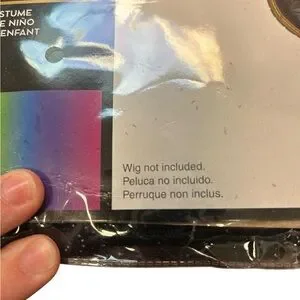 STUME
E NIÑO
ENFANT
Wig not included.
Peluca no incluido.
Perruque non inclus.